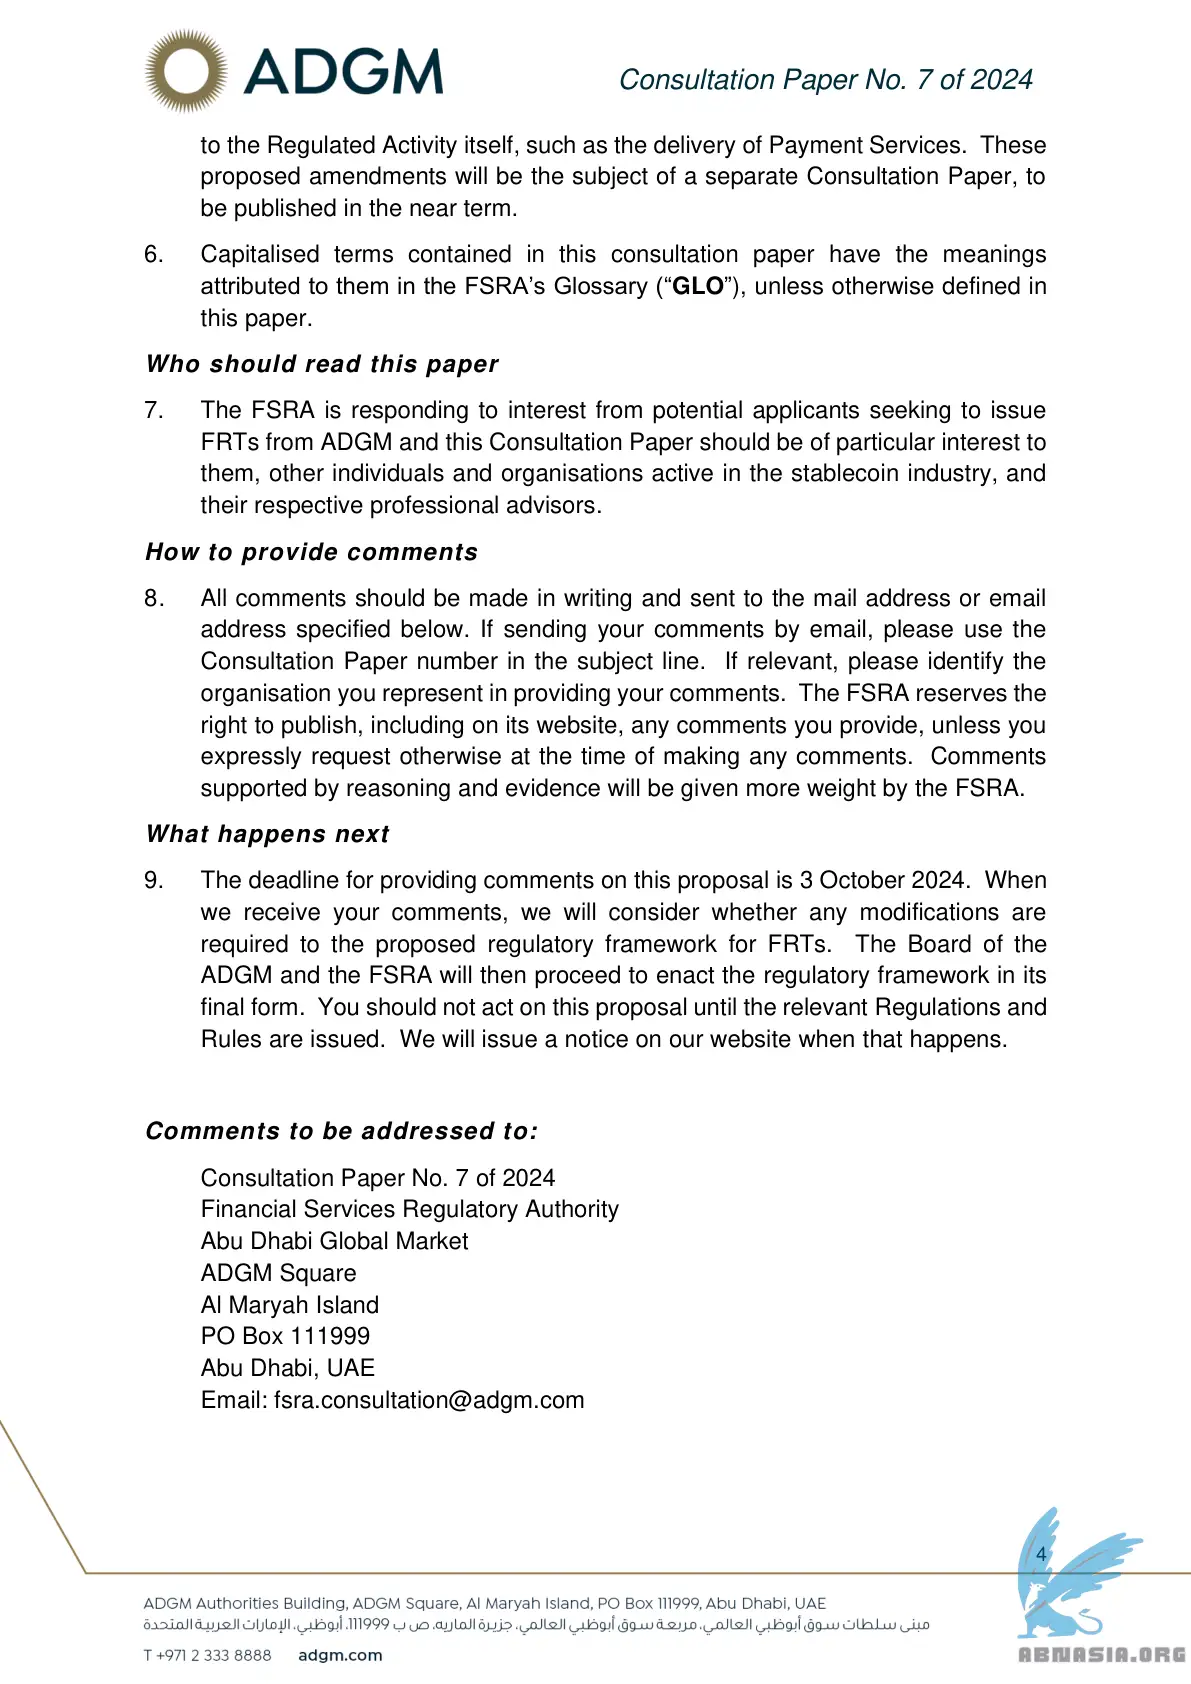 ADGM
Consultation Paper No. 7 of 2024
to the Regulated Activity itself, such as the delivery of Payment Services.  These
proposed amendments will be the subject of a separate Consultation Paper, to
be published in the near term.
6. Capitalised terms contained in this consultation paper have the meanings
attributed to them in the FSRA’s Glossary (“GLO”), unless otherwise defined in
this paper.
Who should read this paper
7. The FSRA is responding to interest from potential applicants seeking to issue
FRTs from ADGM and this Consultation Paper should be of particular interest to
them, other individuals and organisations active in the stablecoin industry, and
their respective professional advisors.
How to provide comments
8. All comments should be made in writing and sent to the mail address or email
address specified below. If sending your comments by email, please use the
Consultation Paper number in the subject line.  If relevant, please identify the
organisation you represent in providing your comments.  The FSRA reserves the
right to publish, including on its website, any comments you provide, unless you
expressly request otherwise at the time of making any comments.  Comments
supported by reasoning and evidence will be given more weight by the FSRA.
What happens next
9. The deadline for providing comments on this proposal is 3 October 2024.  When
we receive your comments, we will consider whether any modifications are
required to the proposed regulatory framework for FRTs.  The Board of the
ADGM and the FSRA will then proceed to enact the regulatory framework in its
final form.  You should not act on this proposal until the relevant Regulations and
Rules are issued.  We will issue a notice on our website when that happens.
Comments to be addressed to:
Consultation Paper No. 7 of 2024
Financial Services Regulatory Authority
Abu Dhabi Global Market
ADGM Square
Al Maryah Island
PO Box 111999
Abu Dhabi, UAE
Email: fsra.consultation@adgm.com
4
ADGM Authorities Building, ADGM Square, Al Maryah Island, PO Box 111999, Abu Dhabi, UAE
مبنى سلطات سوق أبوظبي العالمي، مربعة سوق أبوظبي العالمي، جزيرة الماريه، ص ب 111999، أبوظبي، الإمارات العربية المتحدة
T +971 2 333 8888 adgm.com
ABNASIA.ORG